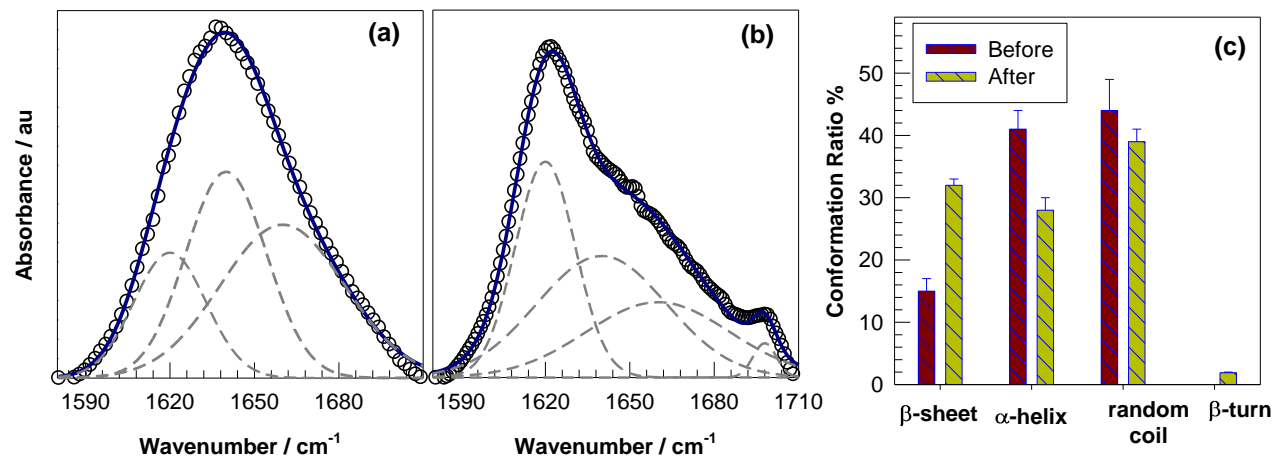 (a)
(b)
(c)
Absorbance / au
1590
1620
1650
1680
Wavenumber / cm⁻¹
1590
1620
1650
1680
1710
Wavenumber / cm⁻¹
Before
After
Conformation Ratio %
50
40
30
20
10
0
β-sheet
α-helix
random
coil
β-turn